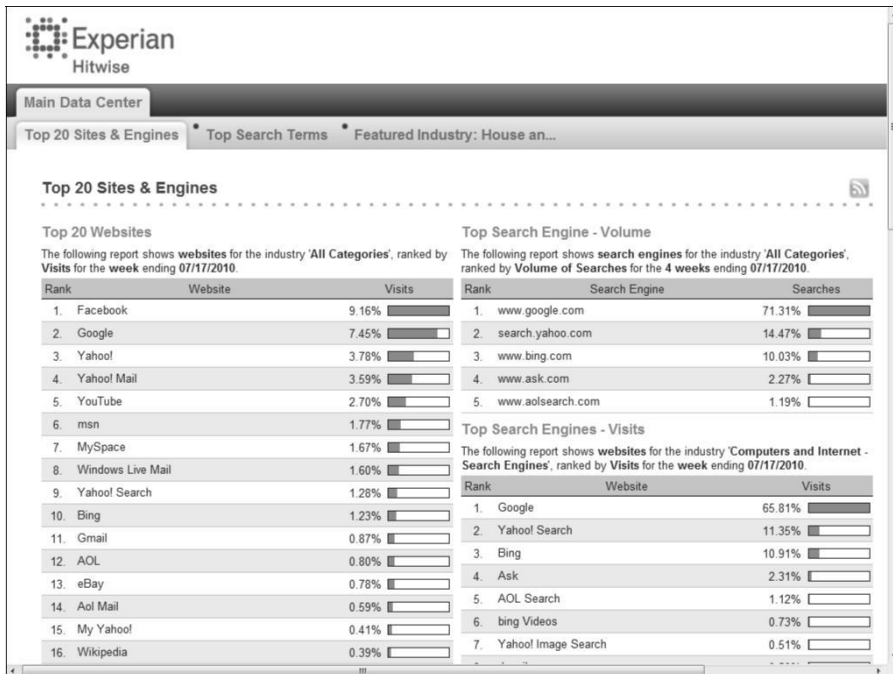 Experian
Hitwise
Main Data Center
Top 20 Sites & Engines
Top Search Terms
Featured Industry: House an...
Top 20 Sites & Engines
Top 20 Websites
The following report shows websites for the industry 'All Categories', ranked by
Visits for the week ending 07/17/2010.
Rank Website Visits
1. Facebook 9.16%
2. Google 7.45%
3. Yahoo! 3.78%
4. Yahoo! Mail 3.59%
5. YouTube 2.70%
6. msn 1.77%
7. MySpace 1.67%
8. Windows Live Mail 1.60%
9. Yahoo! Search 1.28%
10. Bing 1.23%
11. Gmail 0.87%
12. AOL 0.80%
13. eBay 0.78%
14. Aol Mail 0.59%
15. My Yahoo! 0.41%
16. Wikipedia 0.39%
Top Search Engine - Volume
The following report shows search engines for the industry 'All Categories',
ranked by Volume of Searches for the 4 weeks ending 07/17/2010.
Rank Search Engine Searches
1. www.google.com 71.31%
2. search.yahoo.com 14.47%
3. www.bing.com 10.03%
4. www.ask.com 2.27%
5. www.aolsearch.com 1.19%
Top Search Engines - Visits
The following report shows websites for the industry 'Computers and Internet -
Search Engines', ranked by Visits for the week ending 07/17/2010.
Rank Website Visits
1. Google 65.81%
2. Yahoo! Search 11.35%
3. Bing 10.91%
4. Ask 2.31%
5. AOL Search 1.12%
6. bing Videos 0.73%
7. Yahoo! Image Search 0.51%